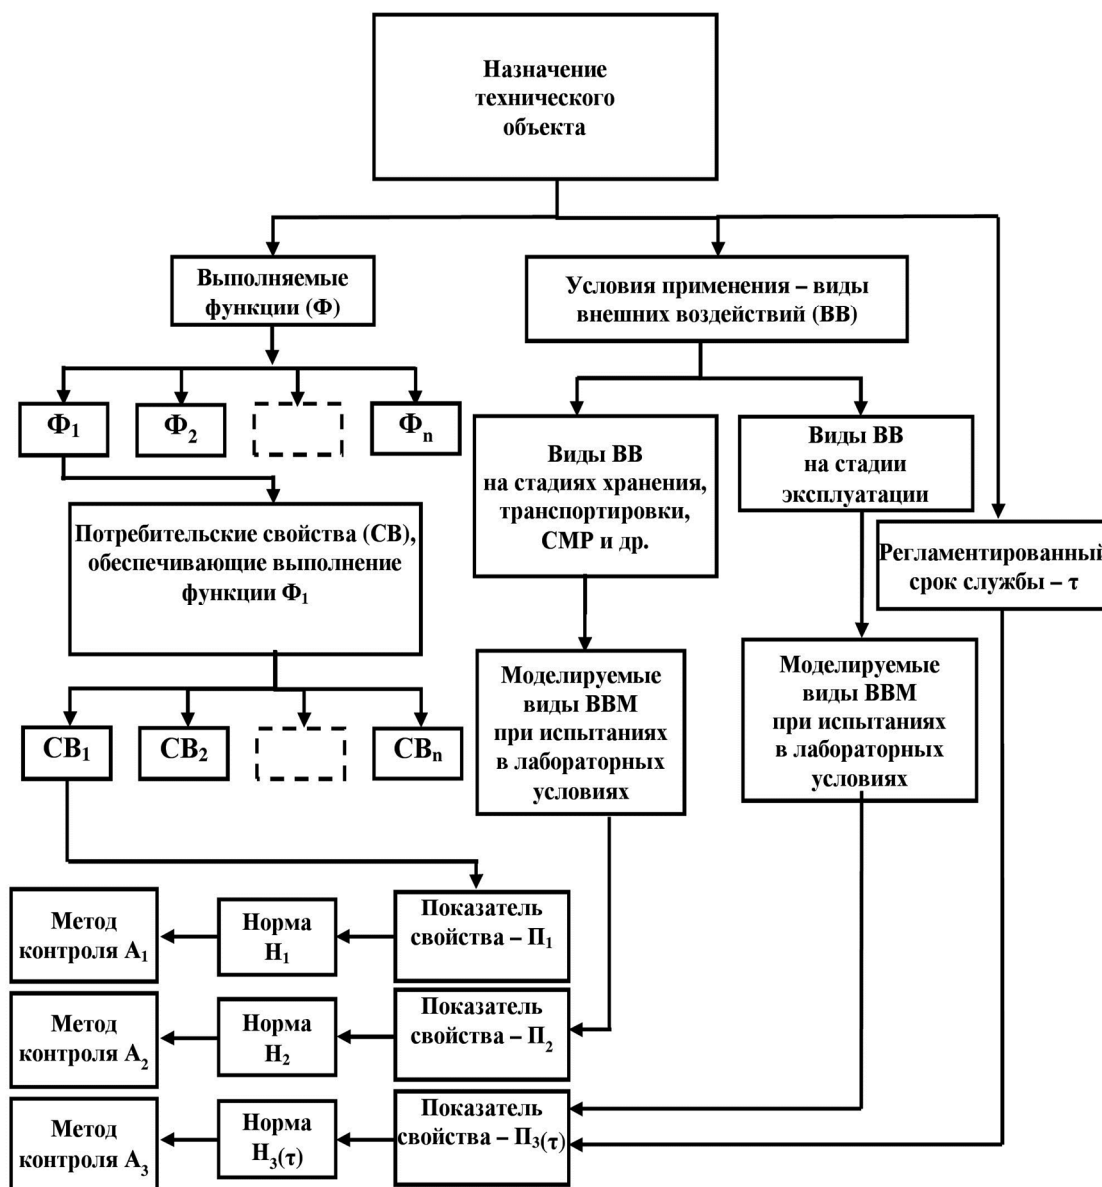 Назначение
технического
объекта
Выполняемые
функции (Ф)
Условия применения – виды
внешних воздействий (ВВ)
Ф₁
Ф₂
Фₙ
Виды ВВ
на стадиях хранения,
транспортировки,
СМР и др.
Виды ВВ
на стадии
эксплуатации
Регламентированный
срок службы – τ
Потребительские свойства (СВ),
обеспечивающие выполнение
функции Ф₁
Моделируемые
виды ВВМ
при испытаниях
в лабораторных
условиях
Моделируемые
виды ВВМ
при испытаниях
в лабораторных
условиях
СВ₁
СВ₂
СВₙ
Метод
контроля А₁
Норма
Н₁
Показатель
свойства – П₁
Метод
контроля А₂
Норма
Н₂
Показатель
свойства – П₂
Метод
контроля А₃
Норма
Н₃(τ)
Показатель
свойства – П₃(τ)